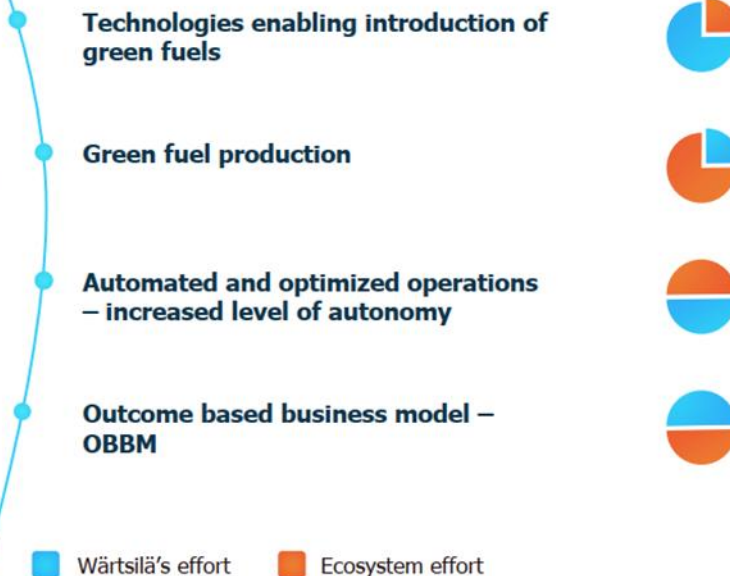 Technologies enabling introduction of
green fuels
Green fuel production
Automated and optimized operations
– increased level of autonomy
Outcome based business model –
OBBM
Wärtsilä's effort
Ecosystem effort